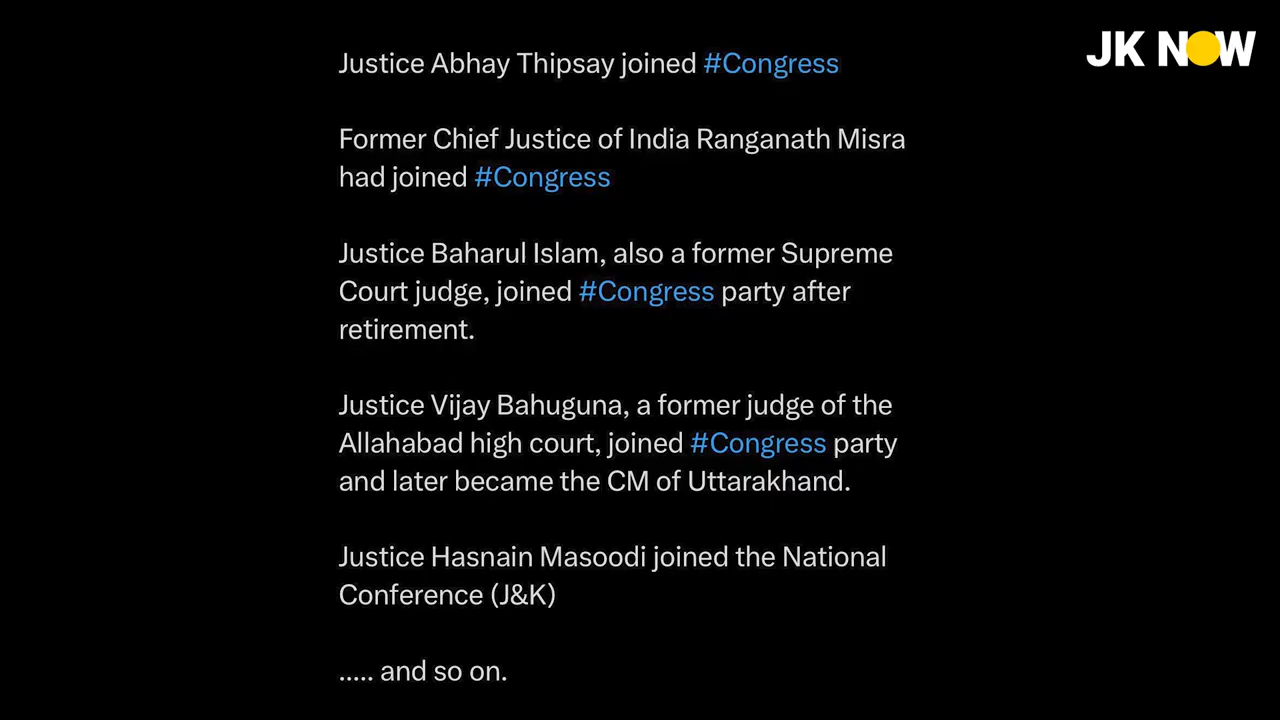 JK NOW
Justice Abhay Thipsay joined #Congress
Former Chief Justice of India Ranganath Misra
had joined #Congress
Justice Baharul Islam, also a former Supreme
Court judge, joined #Congress party after
retirement.
Justice Vijay Bahuguna, a former judge of the
Allahabad high court, joined #Congress party
and later became the CM of Uttarakhand.
Justice Hasnain Masoodi joined the National
Conference (J&K)
..... and so on.